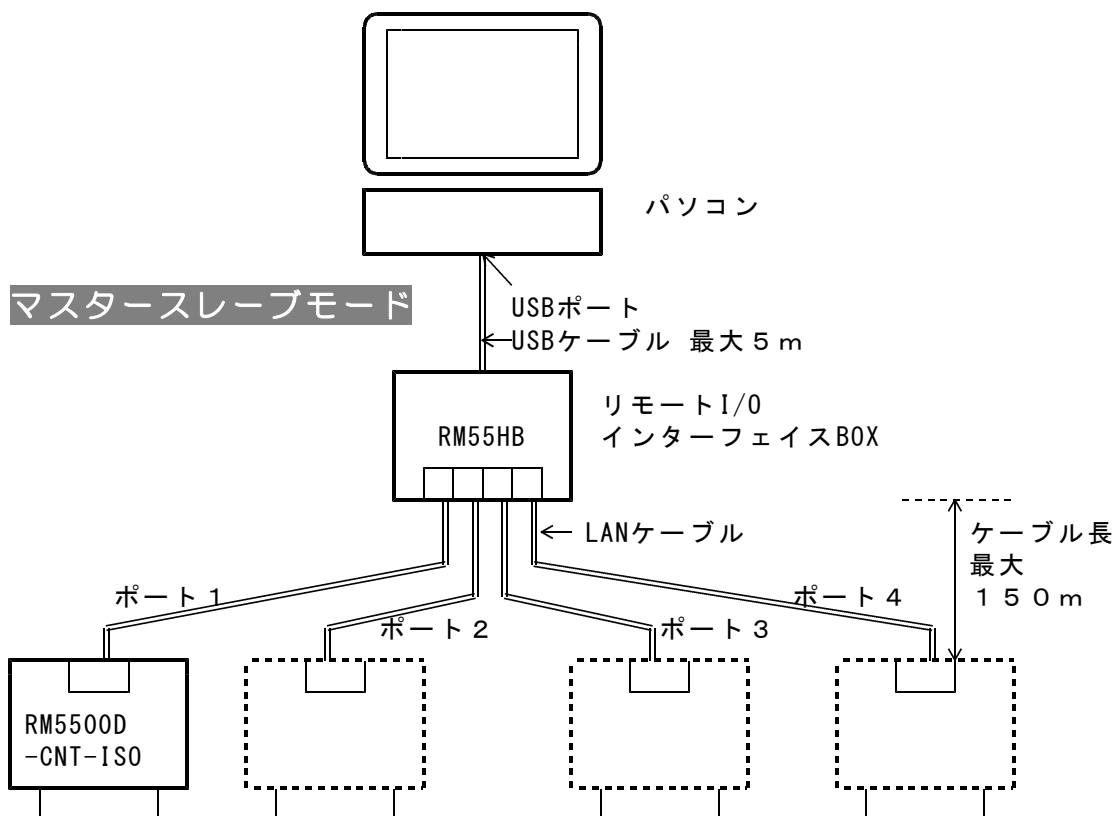 パソコン
マスタースレーブモード
USBポート
USBケーブル 最大５ｍ
リモートI/O
インターフェイスBOX
RM55HB
LANケーブル
ケーブル長
最大
１５０ｍ
ポート１
ポート２
ポート３
ポート４
RM5500D
-CNT-ISO